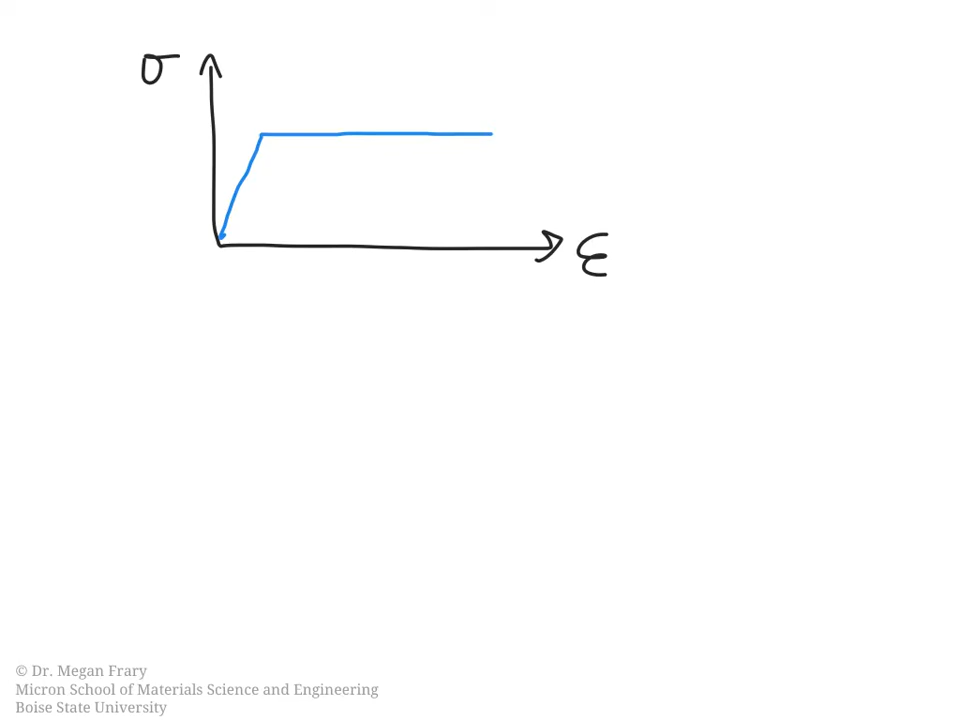 σ
ε
© Dr. Megan Frary
Micron School of Materials Science and Engineering
Boise State University